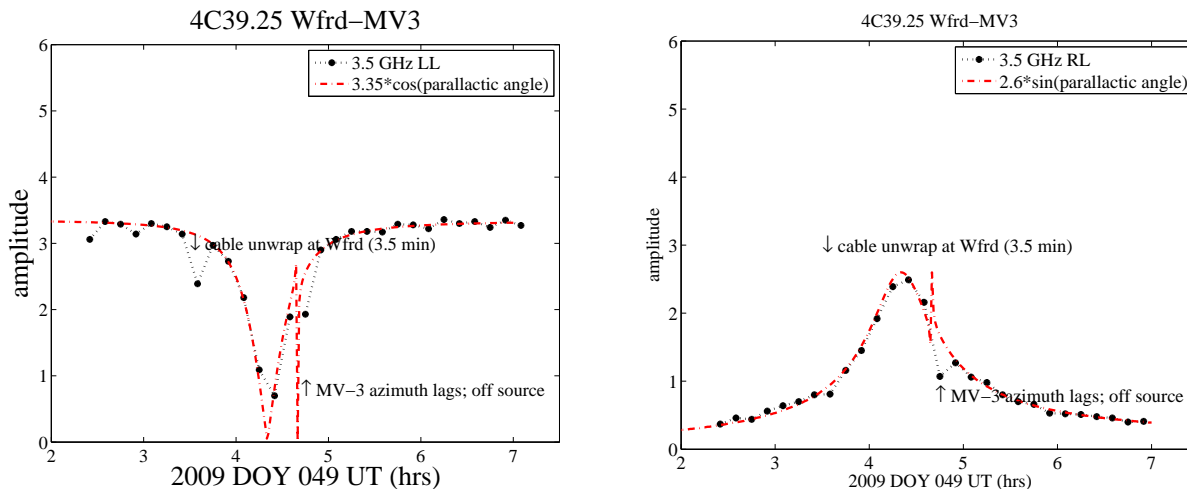 4C39.25 Wfrd−MV3
3.5 GHz LL
3.35*cos(parallactic angle)
6
5
4
3
2
1
0
amplitude
↓ cable unwrap at Wfrd (3.5 min)
↑ MV−3 azimuth lags; off source
2 3 4 5 6 7
2009 DOY 049 UT (hrs)
4C39.25 Wfrd−MV3
3.5 GHz RL
2.6*sin(parallactic angle)
6
5
4
3
2
1
0
amplitude
↓ cable unwrap at Wfrd (3.5 min)
↑ MV−3 azimuth lags; off source
2 3 4 5 6 7
2009 DOY 049 UT (hrs)